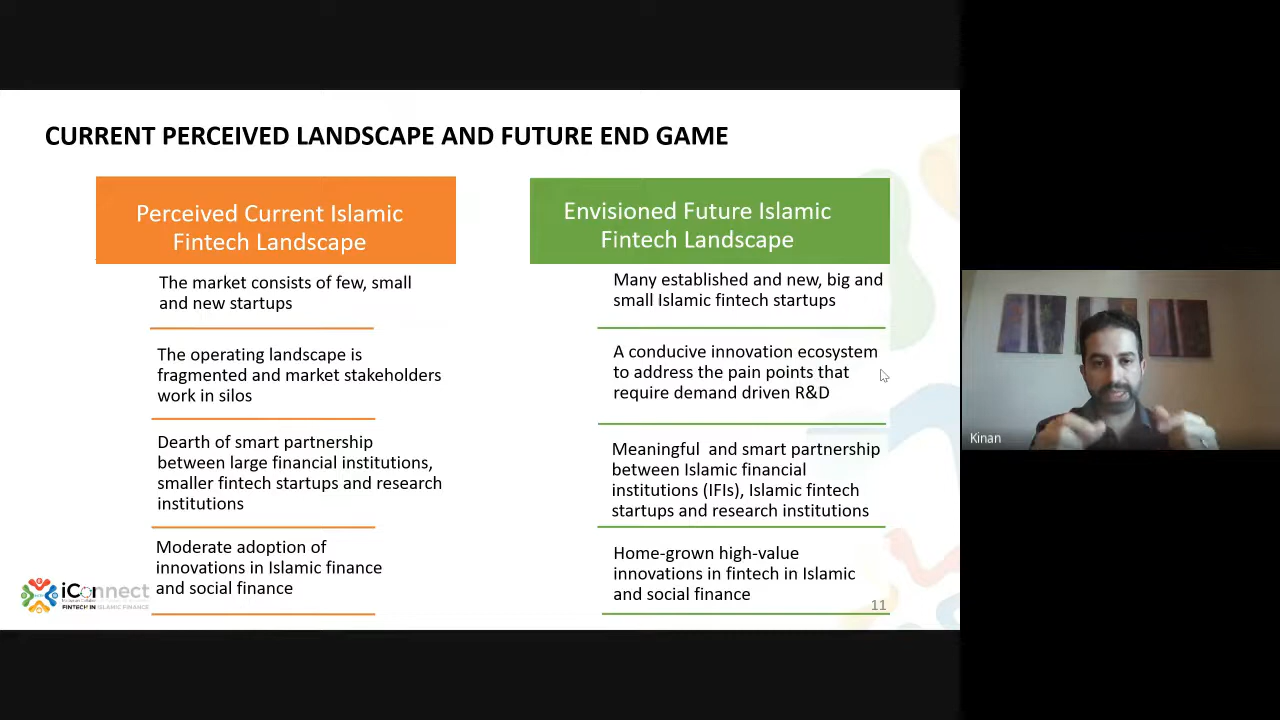 CURRENT PERCEIVED LANDSCAPE AND FUTURE END GAME
Perceived Current Islamic
Fintech Landscape
The market consists of few, small
and new startups
The operating landscape is
fragmented and market stakeholders
work in silos
Dearth of smart partnership
between large financial institutions,
smaller fintech startups and research
institutions
Moderate adoption of
innovations in Islamic finance
and social finance
Envisioned Future Islamic
Fintech Landscape
Many established and new, big and
small Islamic fintech startups
A conducive innovation ecosystem
to address the pain points that
require demand driven R&D
Meaningful and smart partnership
between Islamic financial
institutions (IFIs), Islamic fintech
startups and research institutions
Home-grown high-value
innovations in fintech in Islamic
and social finance
11
iConnect
FINTECH IN ISLAMIC FINANCE
Kinan